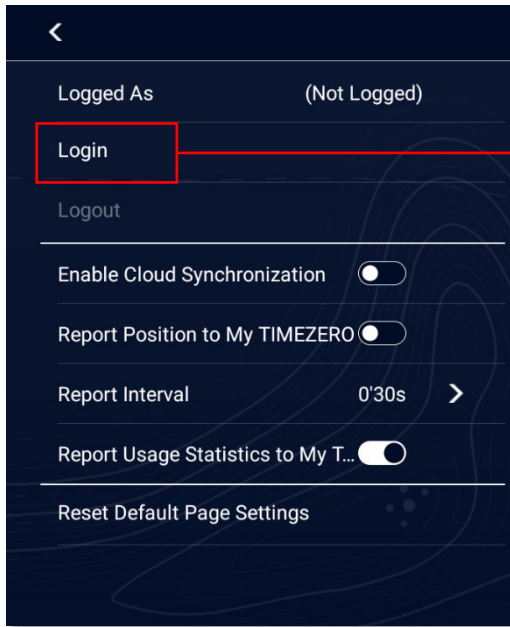 Logged As (Not Logged)
Login
Logout
Enable Cloud Synchronization
Report Position to My TIMEZERO
Report Interval 0'30s
Report Usage Statistics to My T...
Reset Default Page Settings